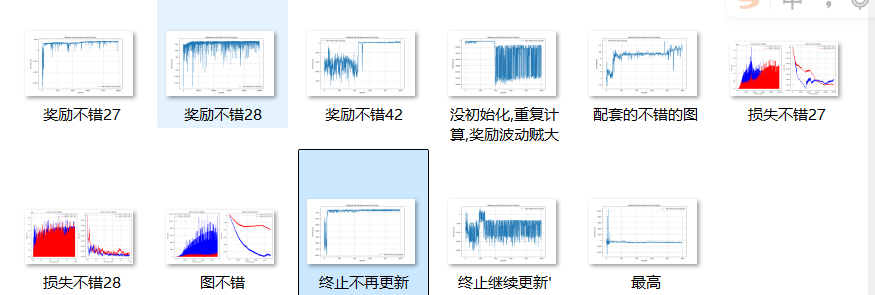 中
奖励不错27
奖励不错28
奖励不错42
没初始化,重复计
算,奖励波动贼大
配套的不错的图
损失不错27
损失不错28
图不错
终止不再更新
终止继续更新'
最高